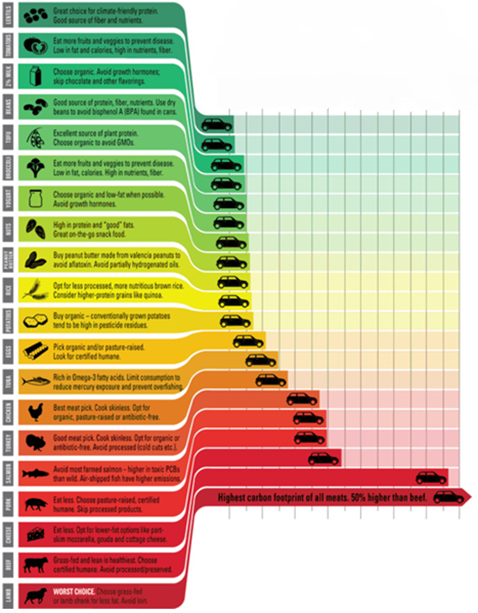 LENTILS
Great choice for climate-friendly protein.
Good source of fiber and nutrients.
TOMATOES
Eat more fruits and veggies to prevent disease.
Low in fat and calories, high in nutrients, fiber.
2% MILK
Choose organic. Avoid growth hormones;
skip chocolate and other flavorings.
BEANS
Good source of protein, fiber, nutrients. Use dry
beans to avoid bisphenol A (BPA) found in cans.
TOFU
Excellent source of plant protein.
Choose organic to avoid GMOs.
BROCCOLI
Eat more fruits and veggies to prevent disease.
Low in fat, calories. High in nutrients, fiber.
YOGURT
Choose organic and low-fat when possible.
Avoid growth hormones.
NUTS
High in protein and "good" fats.
Great on-the-go snack food.
PEANUT
BUTTER
Buy peanut butter made from valencia peanuts to
avoid aflatoxin. Avoid partially hydrogenated oils.
RICE
Opt for less processed, more nutritious brown rice.
Consider higher-protein grains like quinoa.
POTATOES
Buy organic – conventionally grown potatoes
tend to be high in pesticide residues.
EGGS
Pick organic and/or pasture-raised.
Look for certified humane.
TUNA
Rich in Omega-3 fatty acids. Limit consumption to
reduce mercury exposure and prevent overfishing.
CHICKEN
Best meat pick. Cook skinless. Opt for
organic, pasture-raised or antibiotic-free.
TURKEY
Good meat pick. Cook skinless. Opt for organic or
antibiotic-free. Avoid processed (cold cuts etc.).
SALMON
Avoid most farmed salmon – higher in toxic PCBs
than wild. Air-shipped fish have higher emissions.
PORK
Eat less. Choose pasture-raised, certified
humane. Skip processed products.
CHEESE
Eat less. Opt for lower-fat options like part-
skim mozzarella, gouda and cottage cheese.
BEEF
Grass-fed and lean is healthiest. Choose
certified humane. Avoid processed/preserved.
LAMB
WORST CHOICE. Choose grass-fed
or lamb shank for less fat. Avoid loin.
Highest carbon footprint of all meats. 50% higher than beef.